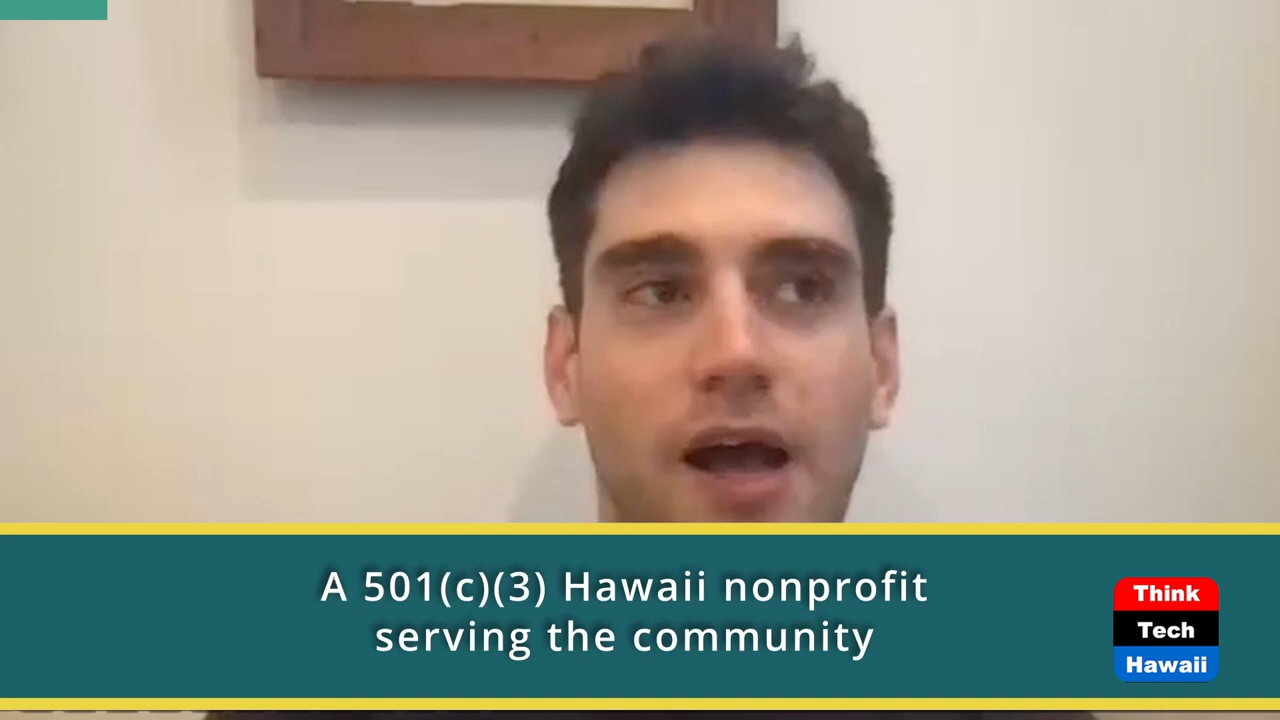 A 501(c)(3) Hawaii nonprofit
serving the community
Think
Tech
Hawaii